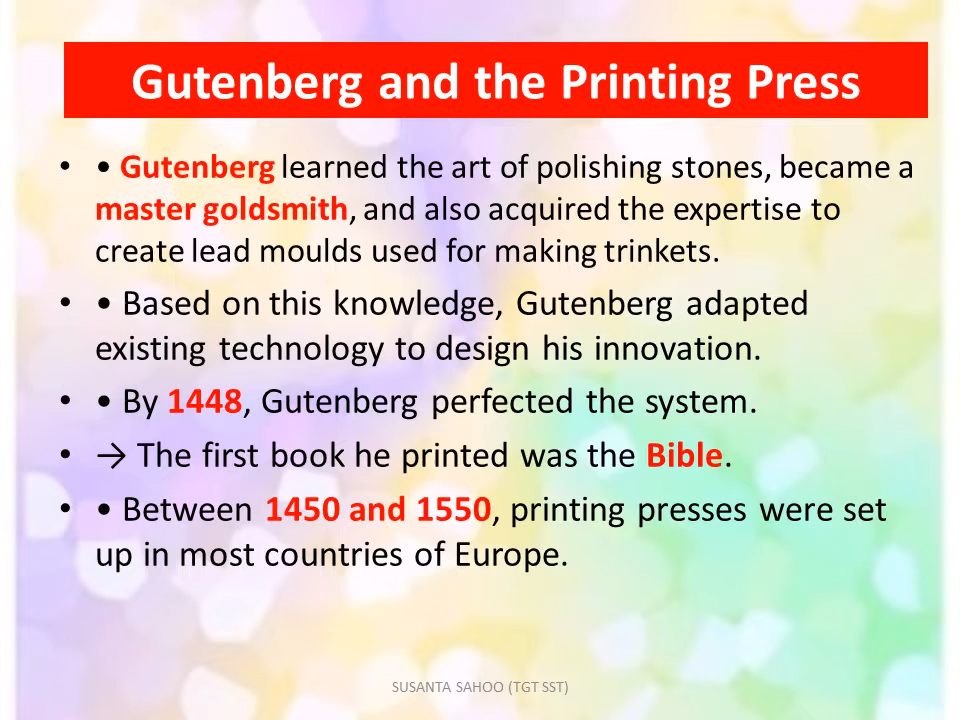 Gutenberg and the Printing Press
• • Gutenberg learned the art of polishing stones, became a
master goldsmith, and also acquired the expertise to
create lead moulds used for making trinkets.
• • Based on this knowledge, Gutenberg adapted
existing technology to design his innovation.
• • By 1448, Gutenberg perfected the system.
• → The first book he printed was the Bible.
• • Between 1450 and 1550, printing presses were set
up in most countries of Europe.
SUSANTA SAHOO (TGT SST)